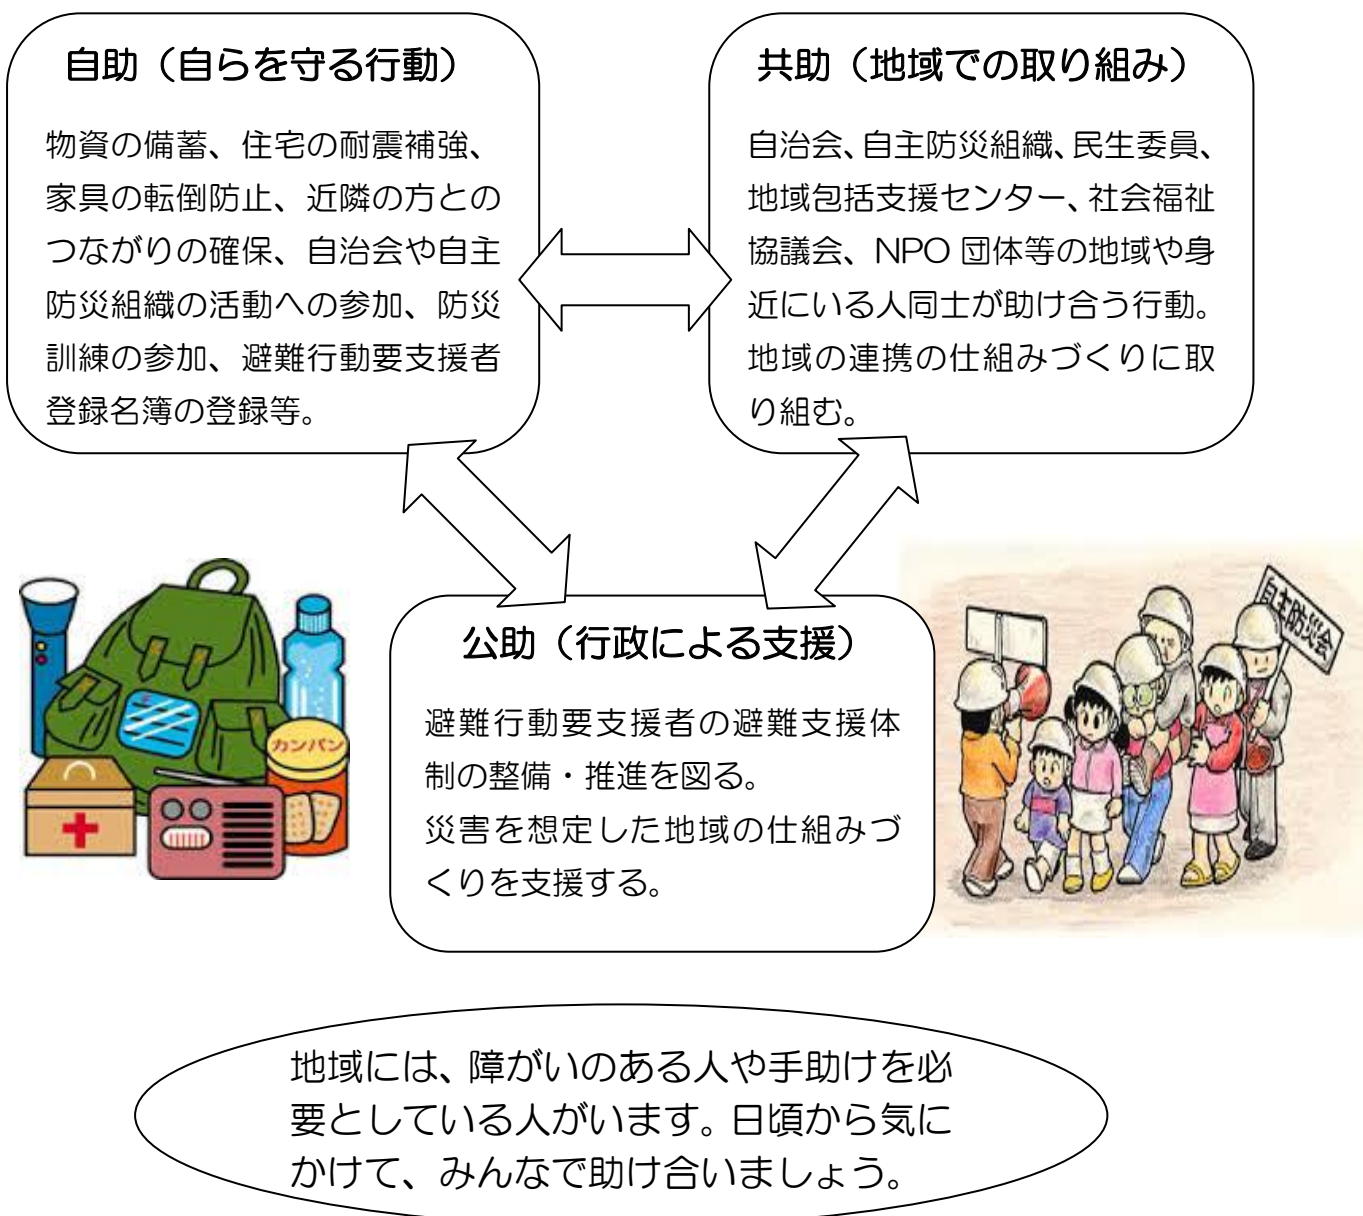 自助（自らを守る行動）
物資の備蓄、住宅の耐震補強、
家具の転倒防止、近隣の方との
つながりの確保、自治会や自主
防災組織の活動への参加、防災
訓練の参加、避難行動要支援者
登録名簿の登録等。
共助（地域での取り組み）
自治会、自主防災組織、民生委員、
地域包括支援センター、社会福祉
協議会、NPO 団体等の地域や身
近にいる人同士が助け合う行動。
地域の連携の仕組みづくりに取
り組む。
カンパン
自主防災会
公助（行政による支援）
避難行動要支援者の避難支援体
制の整備・推進を図る。
災害を想定した地域の仕組みづ
くりを支援する。
地域には、障がいのある人や手助けを必
要としている人がいます。日頃から気に
かけて、みんなで助け合いましょう。